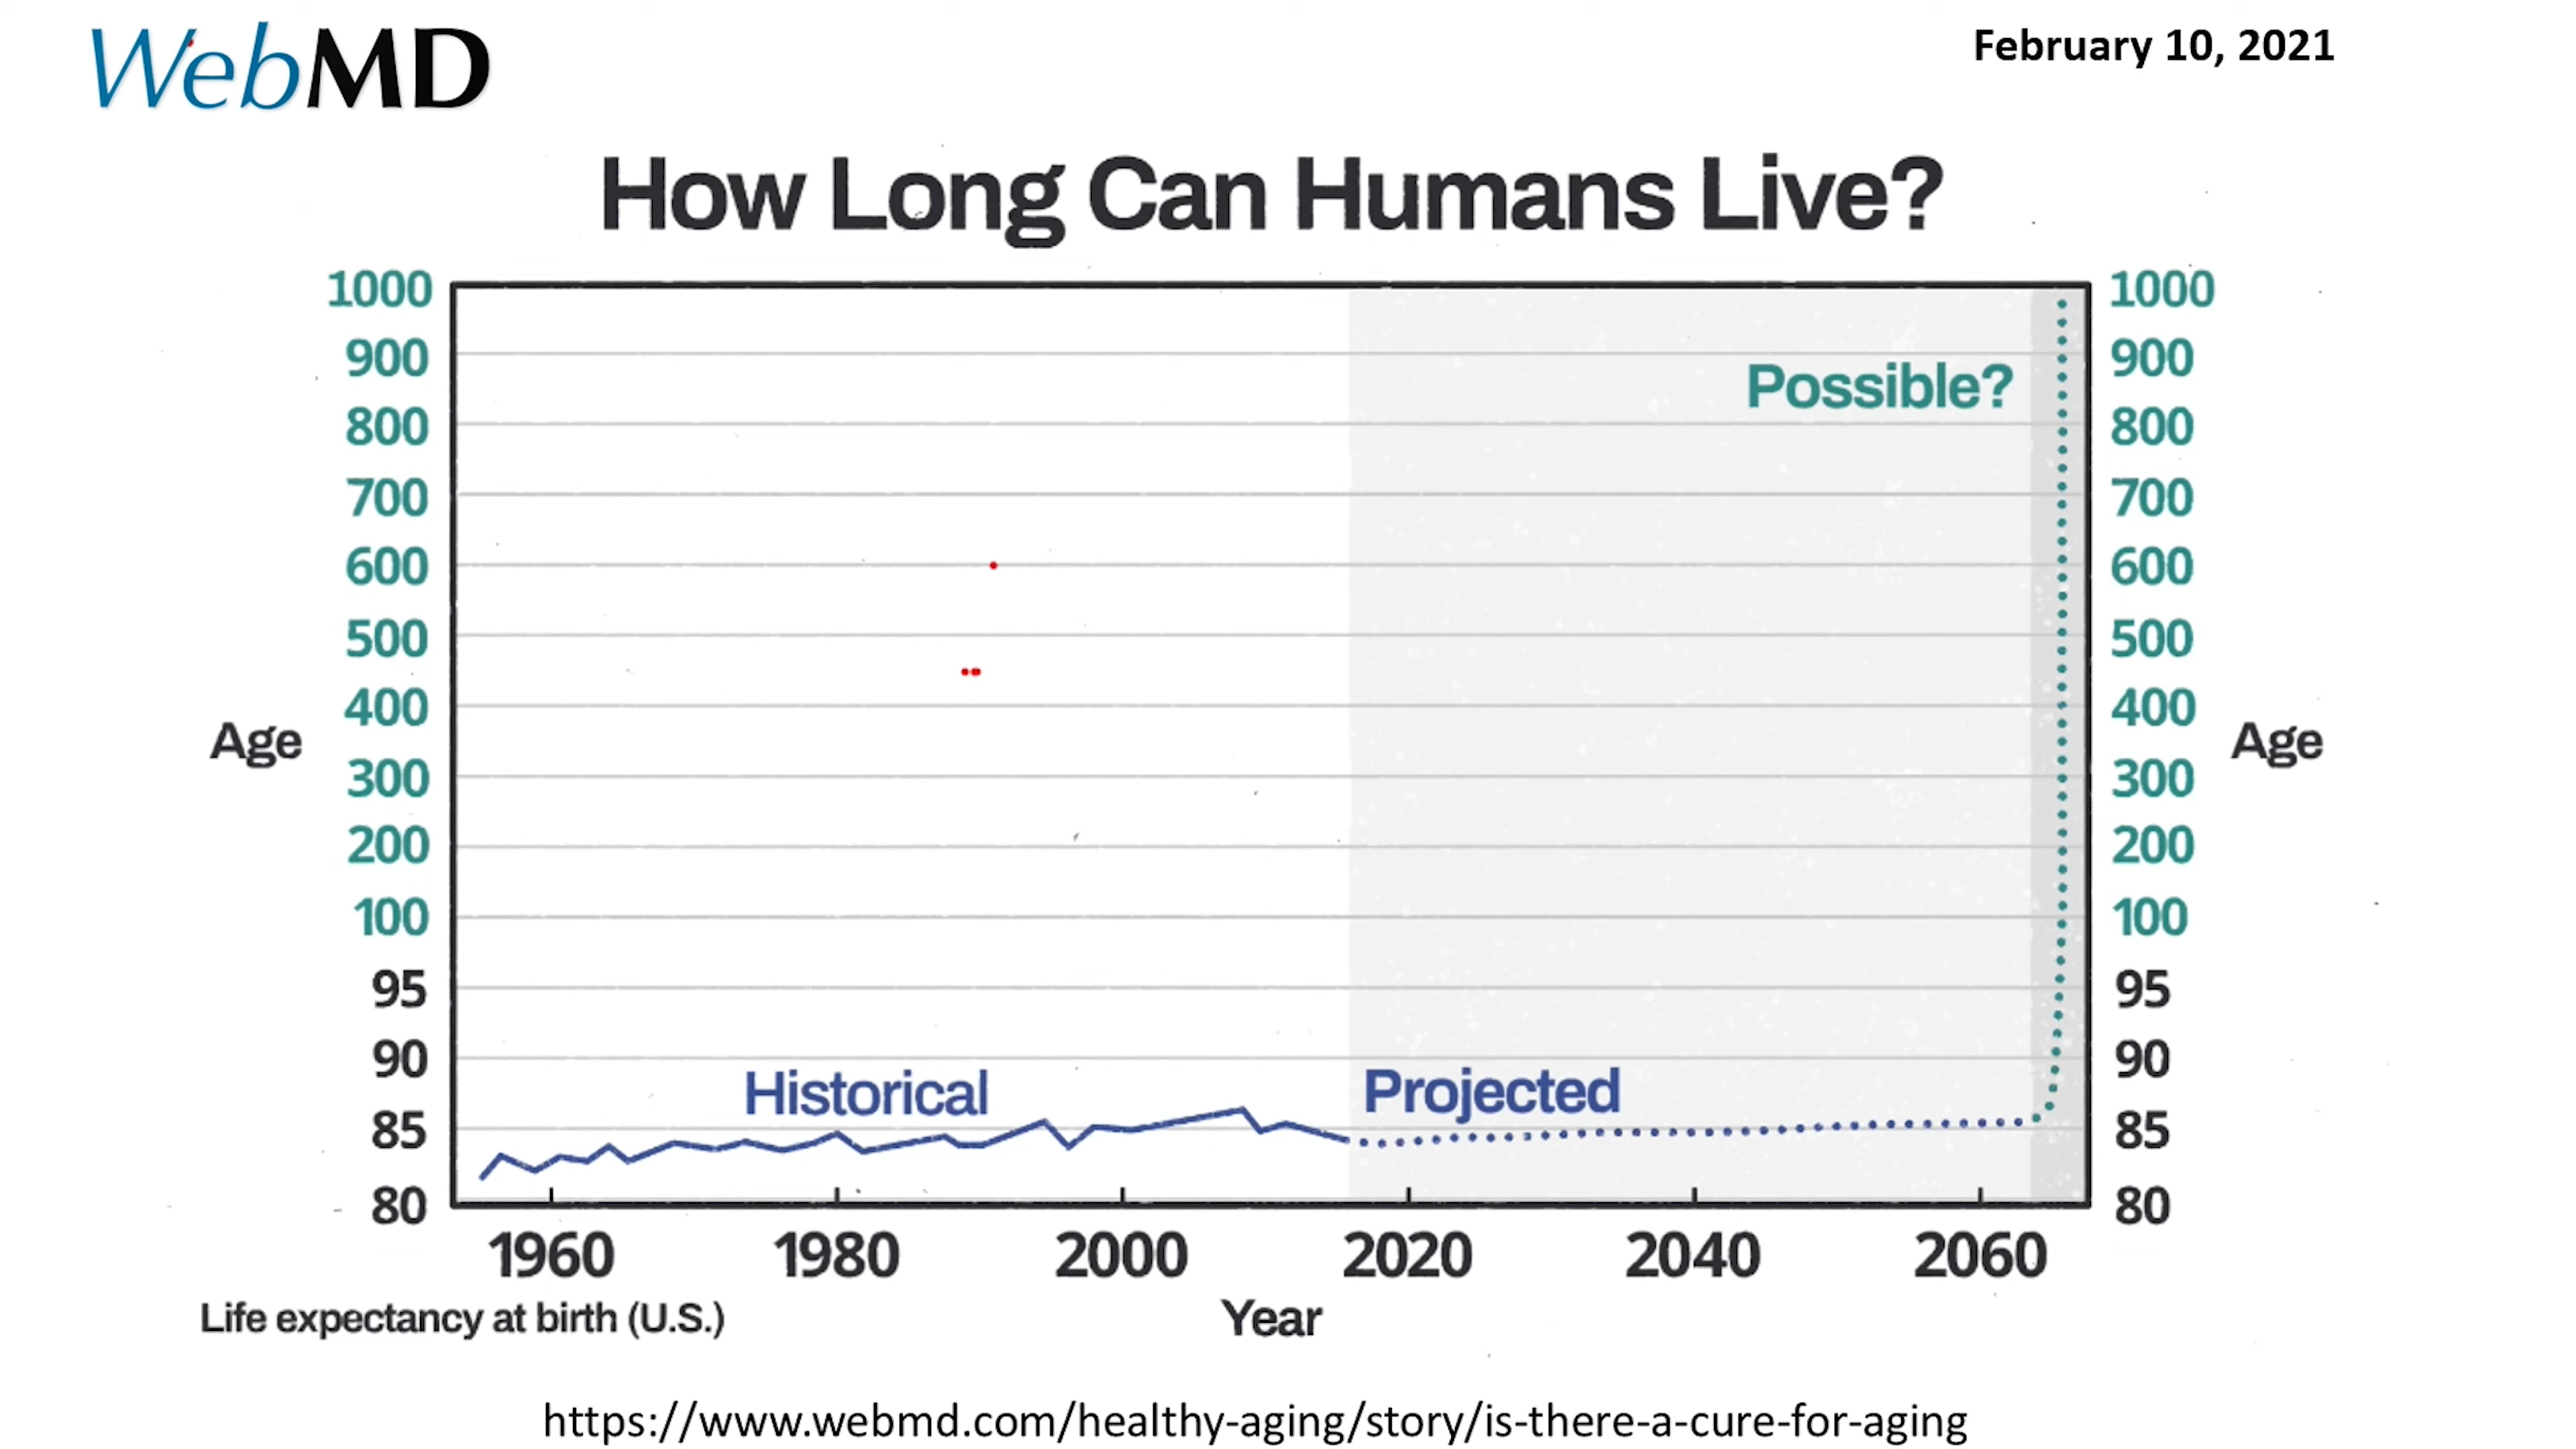 WebMD
February 10, 2021
How Long Can Humans Live?
1000 1000
900 900
Possible?
800 800
700 700
600 600
500 500
400 400
Age Age
300 300
200 200
100 100
95 95
90 90
Historical Projected
85 85
80 80
1960 1980 2000 2020 2040 2060
Life expectancy at birth (U.S.) Year
https://www.webmd.com/healthy-aging/story/is-there-a-cure-for-aging